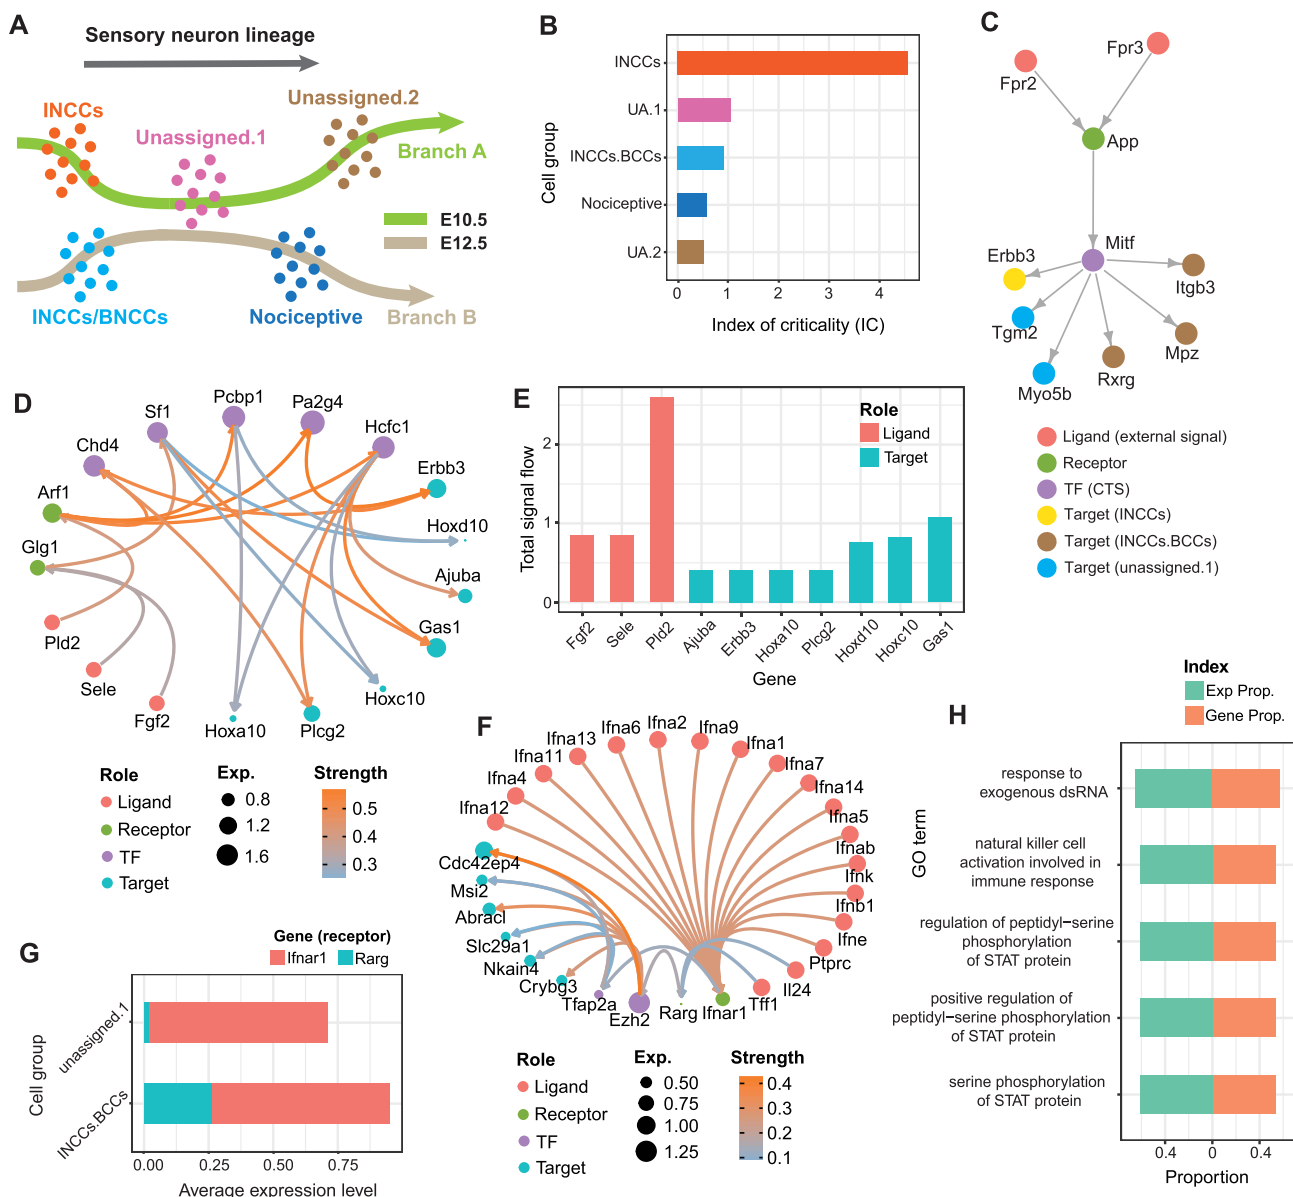 A
Sensory neuron lineage
INCCs
Unassigned.1
Unassigned.2
Branch A
E10.5
E12.5
INCCs/BNCCs
Nociceptive
Branch B
B
Cell group
INCCs
UA.1
INCCs.BCCs
Nociceptive
UA.2
0 1 2 3 4
Index of criticality (IC)
C
Fpr3
Fpr2
App
Mitf
Erbb3
Itgb3
Tgm2
Mpz
Rxrg
Myo5b
Ligand (external signal)
Receptor
TF (CTS)
Target (INCCs)
Target (INCCs.BCCs)
Target (unassigned.1)
D
Pcbp1
Pa2g4
Sf1
Hcfc1
Chd4
Erbb3
Arf1
Hoxd10
Glg1
Ajuba
Pld2
Gas1
Sele
Hoxc10
Fgf2
Hoxa10
Plcg2
Role
Ligand
Receptor
TF
Target
Exp.
0.8
1.2
1.6
Strength
0.5
0.4
0.3
E
Total signal flow
2
1
0
Role
Ligand
Target
Fgf2 Sele Pld2 Ajuba Erbb3 Hoxa10 Plcg2 Hoxd10 Hoxc10 Gas1
Gene
F
Ifna2
Ifna6
Ifna9
Ifna13
Ifna1
Ifna11
Ifna7
Ifna4
Ifna14
Ifna12
Ifna5
Cdc42ep4
Ifnab
Msi2
Ifnk
Abracl
Ifnb1
Slc29a1
Ifne
Nkain4
Ptprc
Crybg3
Il24
Tfap2a
Tff1
Ezh2
Rarg
Ifnar1
Role
Ligand
Receptor
TF
Target
Exp.
0.50
0.75
1.00
1.25
Strength
0.4
0.3
0.2
0.1
G
Gene (receptor)
Ifnar1 Rarg
Cell group
unassigned.1
INCCs.BCCs
0.00 0.25 0.50 0.75
Average expression level
H
Index
Exp Prop.
Gene Prop.
GO term
response to
exogenous dsRNA
natural killer cell
activation involved in
immune response
regulation of peptidyl−serine
phosphorylation
of STAT protein
positive regulation of
peptidyl−serine phosphorylation
of STAT protein
serine phosphorylation
of STAT protein
0.4 0 0.4
Proportion